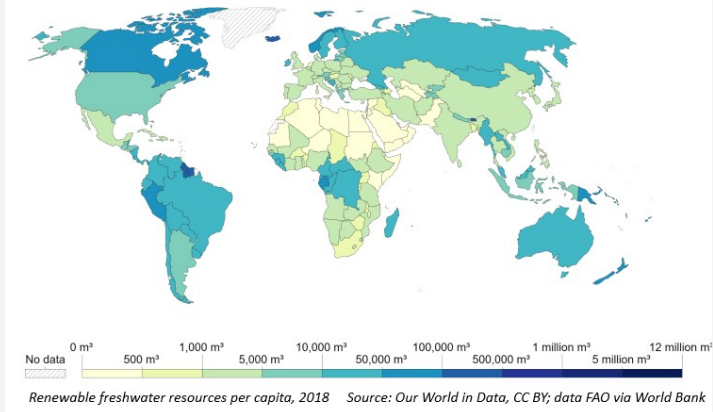 0 m³ 1,000 m³ 10,000 m³ 100,000 m³ 1 million m³ 12 million m³
No data 500 m³ 5,000 m³ 50,000 m³ 500,000 m³ 5 million m³
Renewable freshwater resources per capita, 2018 Source: Our World in Data, CC BY; data FAO via World Bank